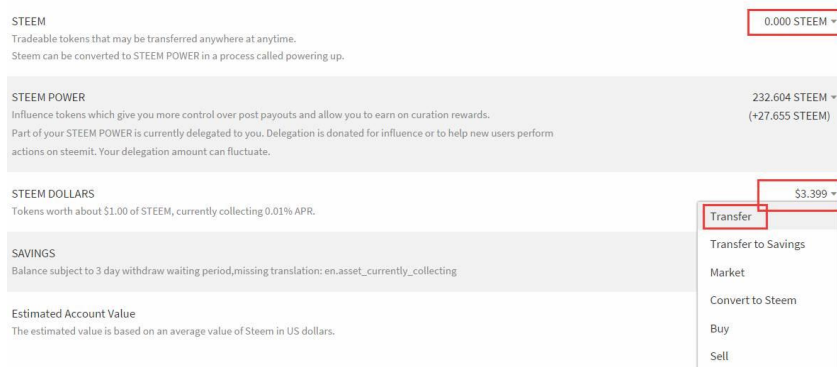 STEEM
0.000 STEEM
Tradeable tokens that may be transferred anywhere at anytime.
Steem can be converted to STEEM POWER in a process called powering up.
STEEM POWER
232.604 STEEM
Influence tokens which give you more control over post payouts and allow you to earn on curation rewards.
(+27.655 STEEM)
Part of your STEEM POWER is currently delegated to you. Delegation is donated for influence or to help new users perform
actions on steemit. Your delegation amount can fluctuate.
STEEM DOLLARS
$3.399
Tokens worth about $1.00 of STEEM, currently collecting 0.01% APR.
Transfer
Transfer to Savings
Market
Convert to Steem
Buy
Sell
SAVINGS
Balance subject to 3 day withdraw waiting period,missing translation: en.asset_currently_collecting
Estimated Account Value
The estimated value is based on an average value of Steem in US dollars.